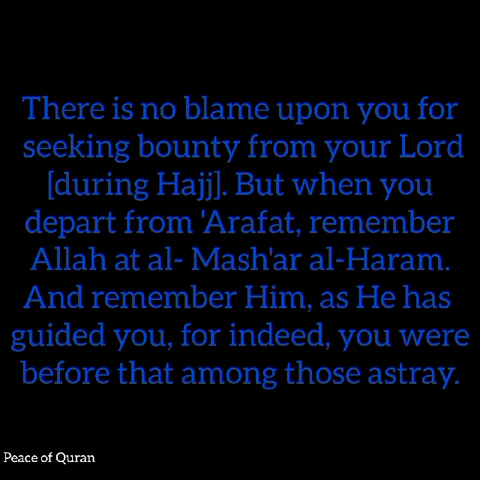 There is no blame upon you for
seeking bounty from your Lord
[during Hajj]. But when you
depart from 'Arafat, remember
Allah at al- Mash'ar al-Haram.
And remember Him, as He has
guided you, for indeed, you were
before that among those astray.
Peace of Quran